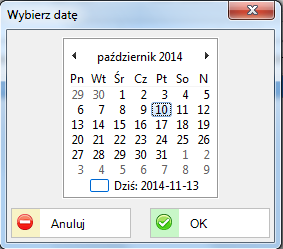 Wybierz datę
październik 2014
Pn Wt Śr Cz Pt So N
29 30 1 2 3 4 5
6 7 8 9 10 11 12
13 14 15 16 17 18 19
20 21 22 23 24 25 26
27 28 29 30 31 1 2
3 4 5 6 7 8 9
Dziś: 2014-11-13
Anuluj OK